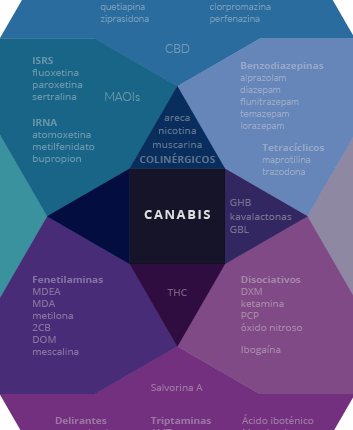 quetiapina
ziprasidona
clorpromazina
perfenazina
CBD
ISRS
fluoxetina
paroxetina
sertralina
MAOIs
IRNA
atomoxetina
metilfenidato
bupropion
Benzodiazepinas
alprazolam
diazepam
flunitrazepam
temazepam
lorazepam
Tetracíclicos
maprotilina
trazodona
areca
nicotina
muscarina
COLINÉRGICOS
CANABIS
GHB
kavalactonas
GBL
THC
Fenetilaminas
MDEA
MDA
metilona
2CB
DOM
mescalina
Disociativos
DXM
ketamina
PCP
óxido nitroso
Ibogaína
Salvorina A
Delirantes
Triptaminas
Ácido iboténico